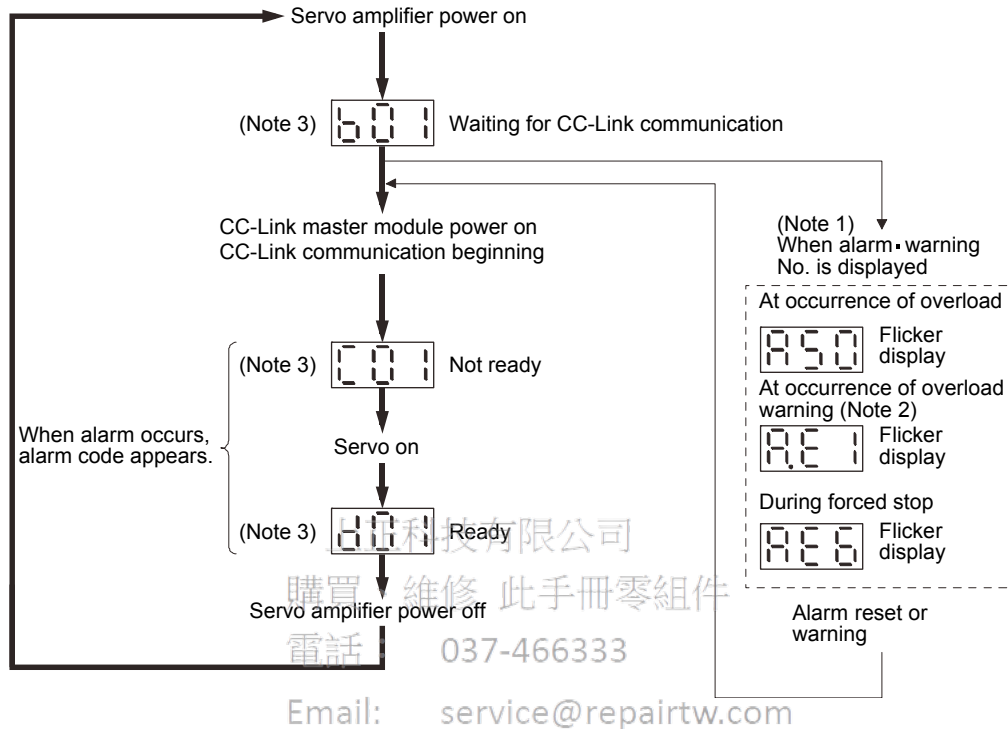 Servo amplifier power on
(Note 3) b01 Waiting for CC-Link communication
CC-Link master module power on
CC-Link communication beginning
(Note 1)
When alarm·warning
No. is displayed
At occurrence of overload
A50 Flicker
display
At occurrence of overload
warning (Note 2)
A.E1 Flicker
display
During forced stop
AE6 Flicker
display
(Note 3) C01 Not ready
When alarm occurs,
alarm code appears.
Servo on
(Note 3) d01 Ready
上正科技有限公司
購買、維修 此手冊零組件
Servo amplifier power off
電話: 037-466333
Alarm reset or
warning
Email: service@repairtw.com